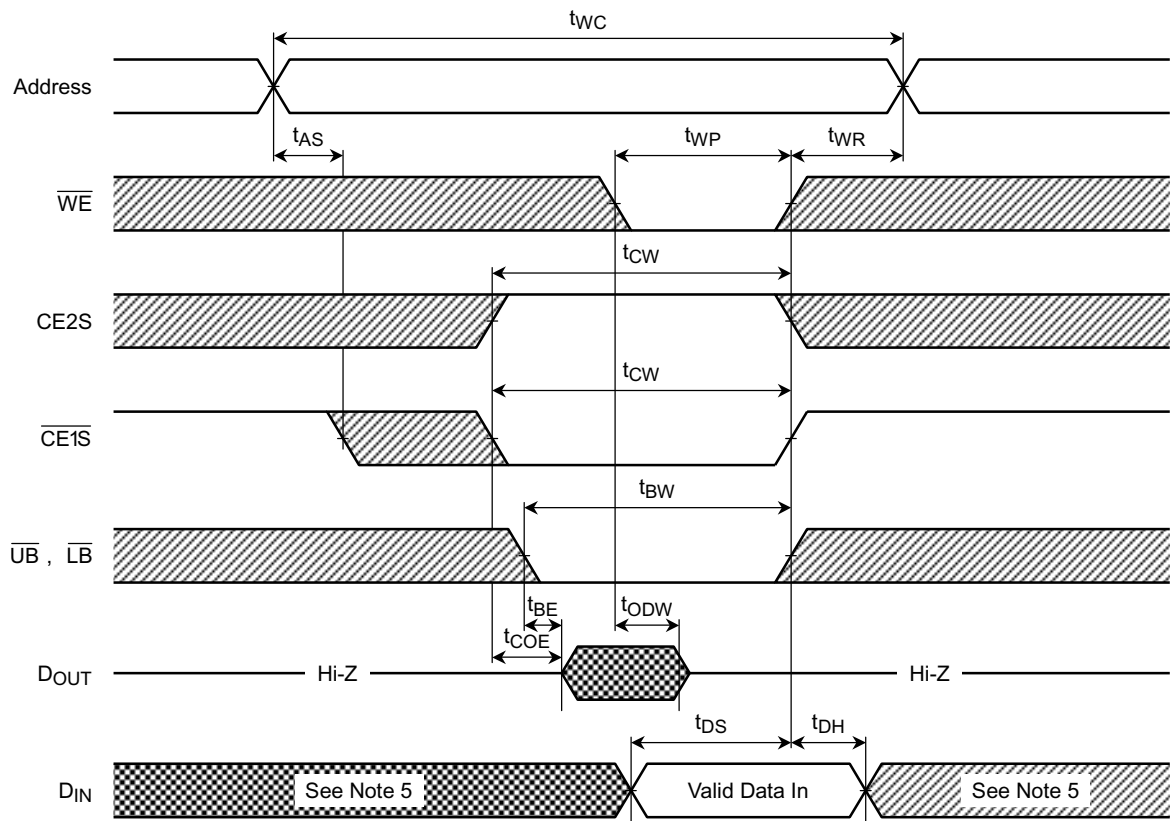 tWC
Address
tAS
tWP
tWR
WE
tCW
CE2S
tCW
CE1S
tBW
UB , LB
tBE
tODW
tCOE
DOUT
Hi-Z
Hi-Z
tDS
tDH
DIN
See Note 5
Valid Data In
See Note 5